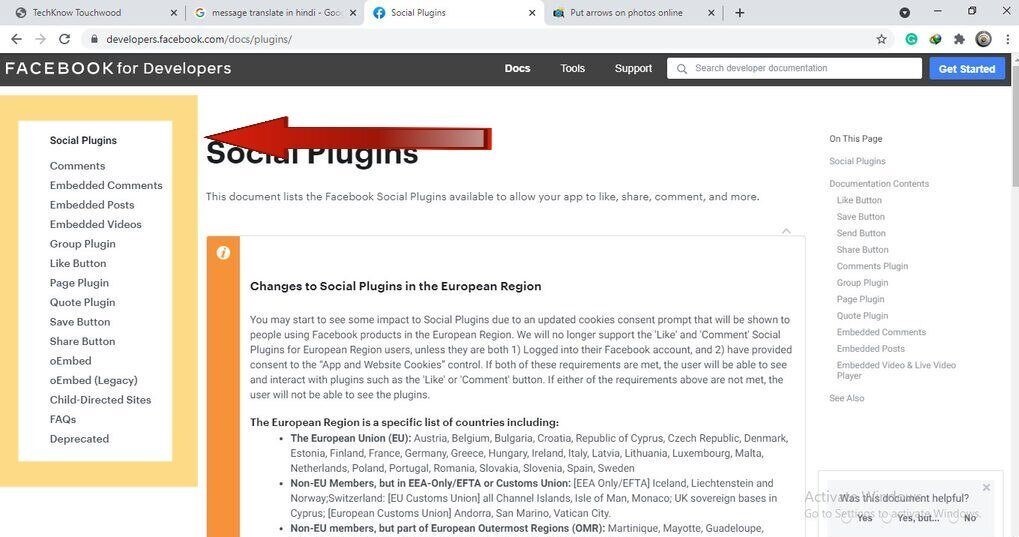 TechKnow Touchwood
message translate in hindi - Goo
Social Plugins
Put arrows on photos online
developers.facebook.com/docs/plugins/
FACEBOOK for Developers
Docs
Tools
Support
Search developer documentation
Get Started
Social Plugins
Comments
Embedded Comments
Embedded Posts
Embedded Videos
Group Plugin
Like Button
Page Plugin
Quote Plugin
Save Button
Share Button
oEmbed
oEmbed (Legacy)
Child-Directed Sites
FAQs
Deprecated
Social Plugins
This document lists the Facebook Social Plugins available to allow your app to like, share, comment, and more.
Changes to Social Plugins in the European Region
You may start to see some impact to Social Plugins due to an updated cookies consent prompt that will be shown to
people using Facebook products in the European Region. We will no longer support the 'Like' and 'Comment' Social
Plugins for European Region users, unless they are both 1) Logged into their Facebook account, and 2) have provided
consent to the "App and Website Cookies" control. If both of these requirements are met, the user will be able to see
and interact with plugins such as the 'Like' or 'Comment' button. If either of the requirements above are not met, the
user will not be able to see the plugins.
The European Region is a specific list of countries including:
• The European Union (EU): Austria, Belgium, Bulgaria, Croatia, Republic of Cyprus, Czech Republic, Denmark,
Estonia, Finland, France, Germany, Greece, Hungary, Ireland, Italy, Latvia, Lithuania, Luxembourg, Malta,
Netherlands, Poland, Portugal, Romania, Slovakia, Slovenia, Spain, Sweden
• Non-EU Members, but in EEA-Only/EFTA or Customs Union: [EEA Only/EFTA] Iceland, Liechtenstein and
Norway;Switzerland: [EU Customs Union] all Channel Islands, Isle of Man, Monaco; UK sovereign bases in
Cyprus; [European Customs Union] Andorra, San Marino, Vatican City.
• Non-EU members, but part of European Outermost Regions (OMR): Martinique, Mayotte, Guadeloupe,
On This Page
Social Plugins
Documentation Contents
Like Button
Save Button
Send Button
Share Button
Comments Plugin
Group Plugin
Page Plugin
Quote Plugin
Embedded Comments
Embedded Posts
Embedded Video & Live Video
Player
See Also
Was this document helpful?
Yes
Yes, but...
No
Activate Windows
Go to Settings to activate Windows.